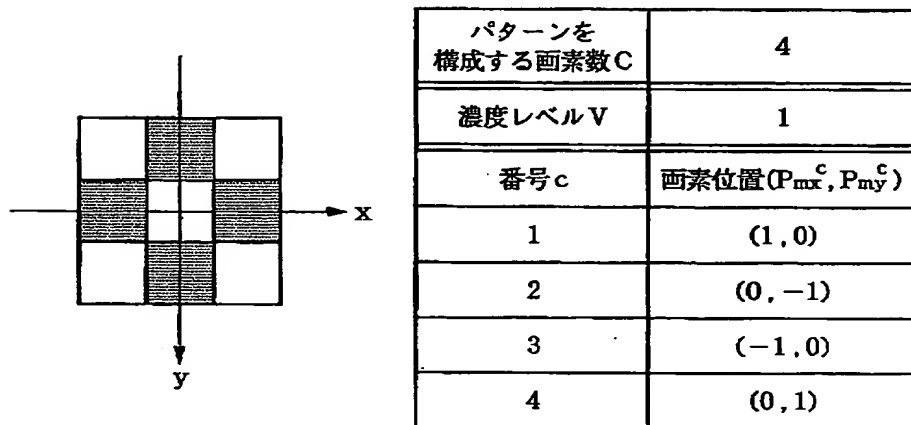 x
y
パターンを
構成する画素数C 4
濃度レベルV 1
番号c 画素位置(Pmx^c, Pmy^c)
1 (1,0)
2 (0,-1)
3 (-1,0)
4 (0,1)